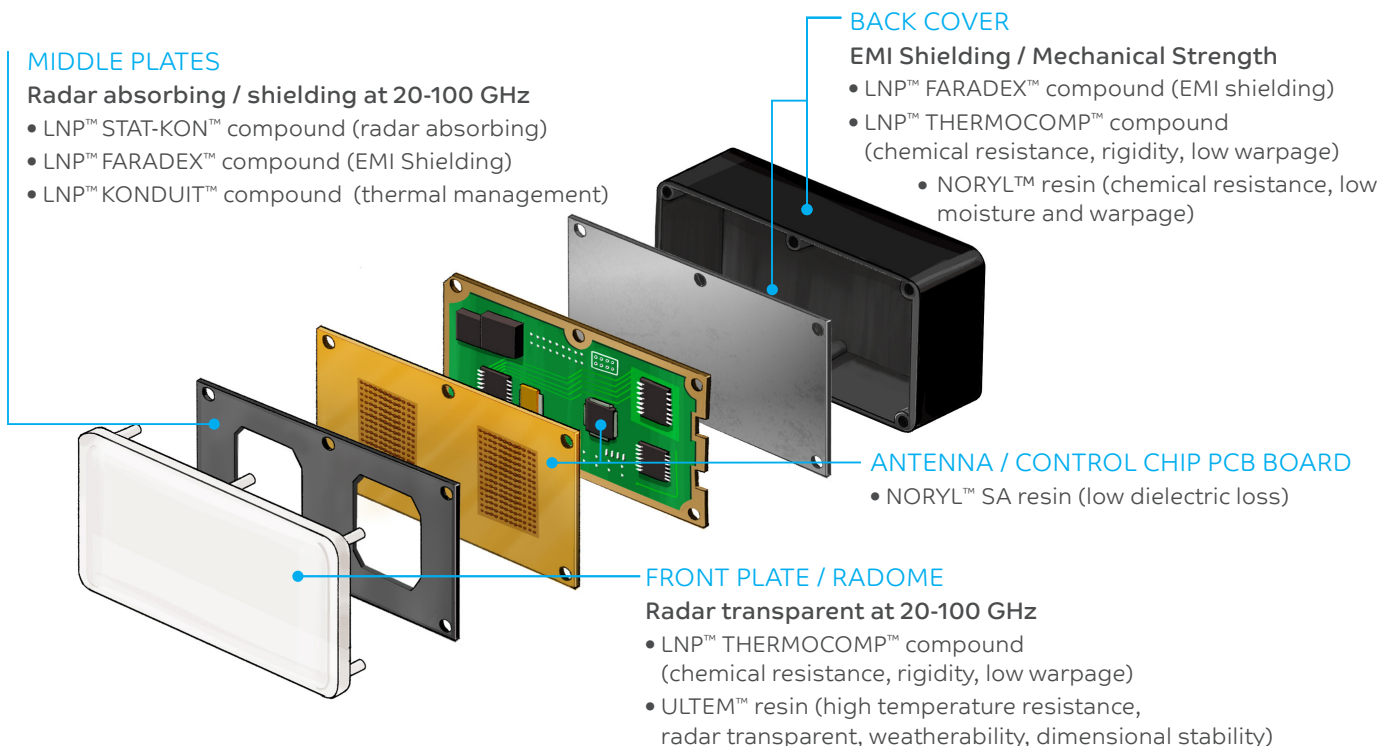 MIDDLE PLATES
Radar absorbing / shielding at 20-100 GHz
• LNP™ STAT-KON™ compound (radar absorbing)
• LNP™ FARADEX™ compound (EMI Shielding)
• LNP™ KONDUIT™ compound (thermal management)
BACK COVER
EMI Shielding / Mechanical Strength
• LNP™ FARADEX™ compound (EMI shielding)
• LNP™ THERMOCOMP™ compound
(chemical resistance, rigidity, low warpage)
• NORYL™ resin (chemical resistance, low
moisture and warpage)
ANTENNA / CONTROL CHIP PCB BOARD
• NORYL™ SA resin (low dielectric loss)
FRONT PLATE / RADOME
Radar transparent at 20-100 GHz
• LNP™ THERMOCOMP™ compound
(chemical resistance, rigidity, low warpage)
• ULTEM™ resin (high temperature resistance,
radar transparent, weatherability, dimensional stability)